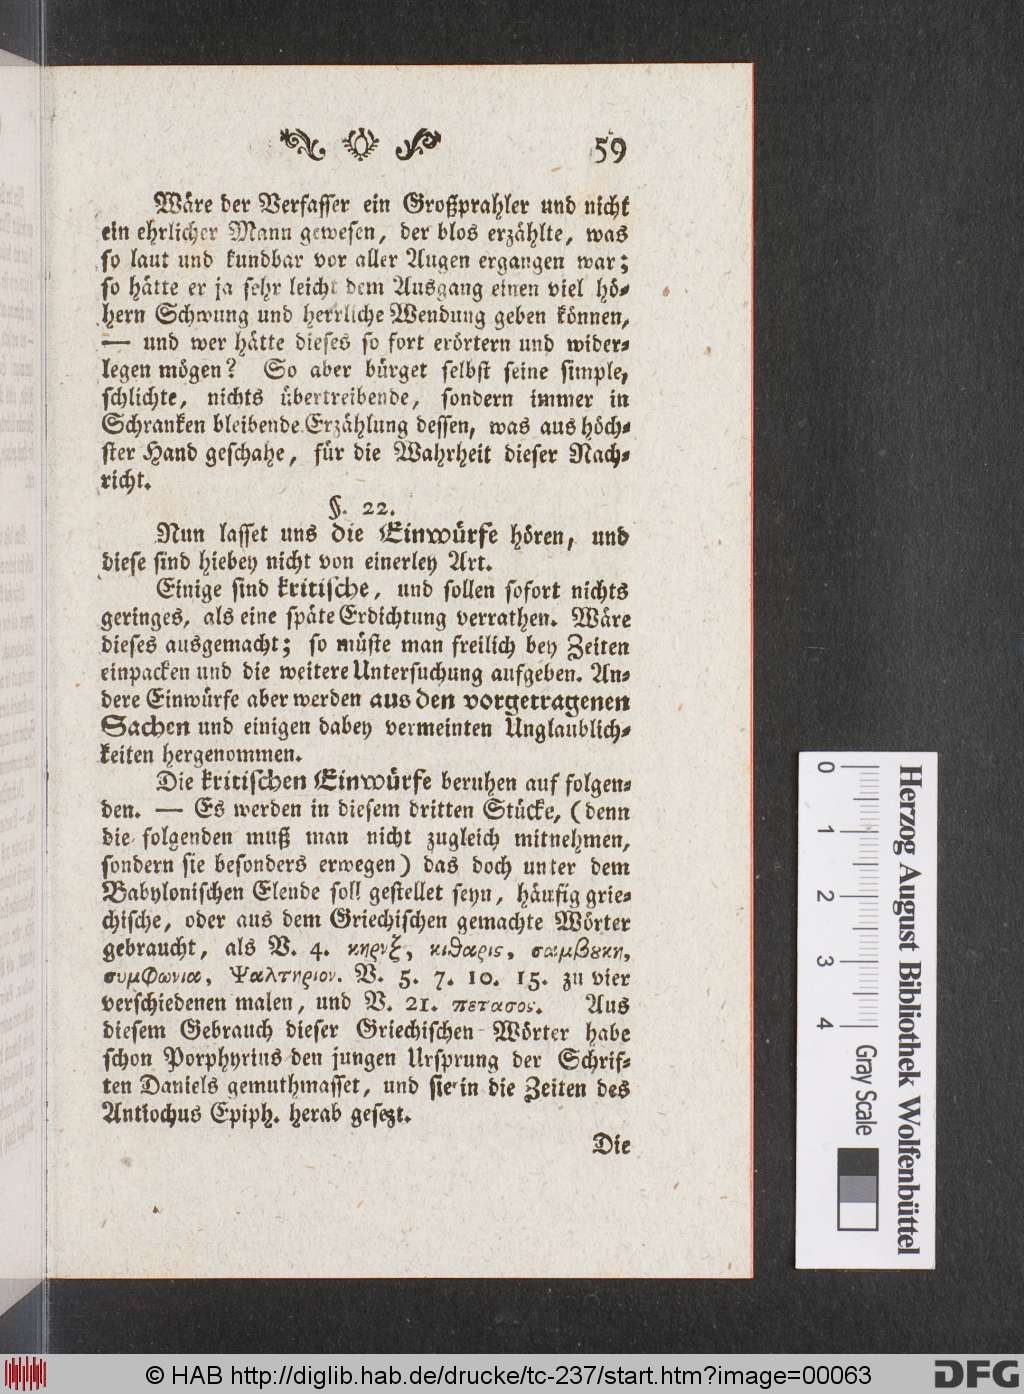 59
Wäre der Verfasser ein Großprahler und nicht
ein ehrlicher Mann gewesen, der blos erzählte, was
so laut und kundbar vor aller Augen ergangen war;
so hätte er ja sehr leicht dem Ausgang einen viel hö-
hern Schwung und herrliche Wendung geben können,
— und wer hätte dieses so fort erörtern und wider-
legen mögen? So aber bürget selbst seine simple,
schlichte, nichts übertreibende, sondern immer in
Schranken bleibende Erzählung dessen, was aus höch-
ster Hand geschahe, für die Wahrheit dieser Nach-
richt.
§. 22.
Nun lasset uns die Einwürfe hören, und
diese sind hiebey nicht von einerley Art.
Einige sind kritische, und sollen sofort nichts
geringes, als eine späte Erdichtung verrathen. Wäre
dieses ausgemacht; so müste man freilich bey Zeiten
einpacken und die weitere Untersuchung aufgeben. An-
dere Einwürfe aber werden aus den vorgetragenen
Sachen und einigen dabey vermeinten Unglaublich-
keiten hergenommen.
Die kritischen Einwürfe beruhen auf folgen-
den. — Es werden in diesem dritten Stücke, (denn
die folgenden muß man nicht zugleich mitnehmen,
sondern sie besonders erwegen) das doch unter dem
Babylonischen Elende soll gestellet seyn, häufig grie-
chische, oder aus dem Griechischen gemachte Wörter
gebraucht, als V. 4. κηρυξ, κιθαρις, σαμβȣκη,
συμφωνια, Ψαλτηριον. V. 5. 7. 10. 15. zu vier
verschiedenen malen, und V. 21. πετασος. Aus
diesem Gebrauch dieser Griechischen Wörter habe
schon Porphyrius den jungen Ursprung der Schrif-
ten Daniels gemuthmasset, und sie in die Zeiten des
Antiochus Epiph. herab gesezt.
Die
0 1 2 3 4
Gray Scale
Herzog August Bibliothek Wolfenbüttel
© HAB http://diglib.hab.de/drucke/tc-237/start.htm?image=00063
DFG